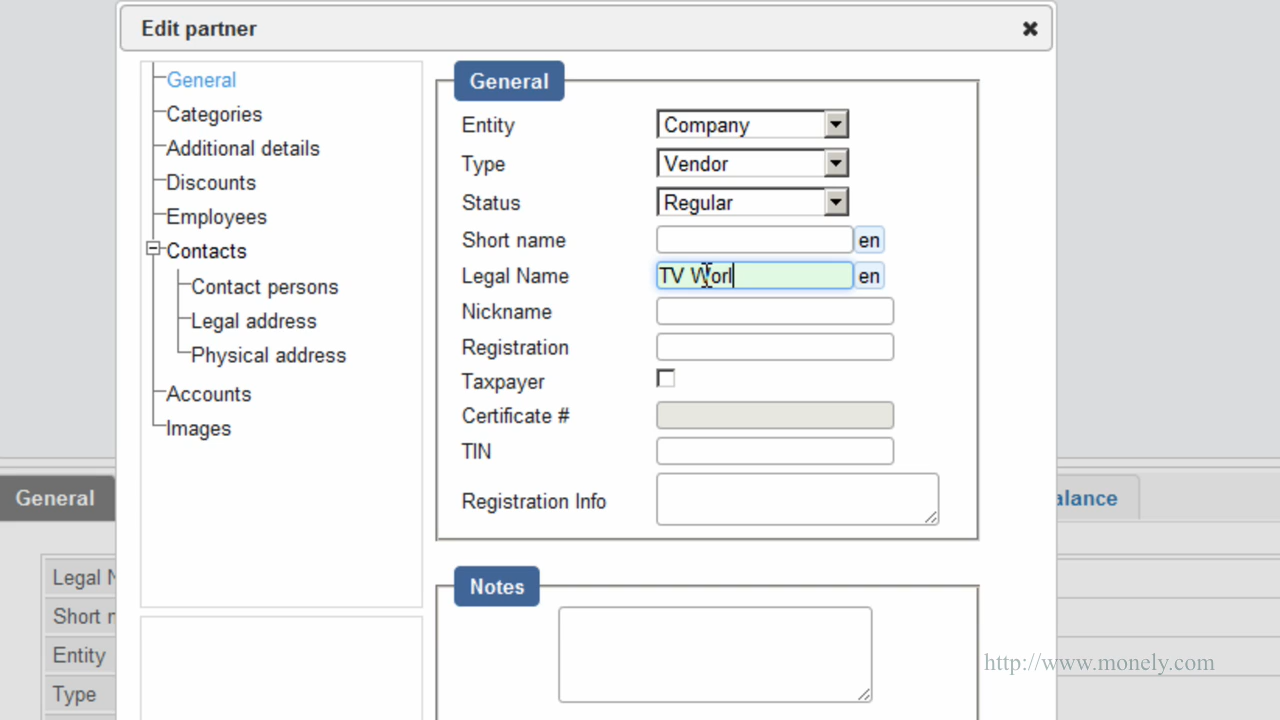 Edit partner
General
Categories
Additional details
Discounts
Employees
Contacts
Contact persons
Legal address
Physical address
Accounts
Images
General
Entity Company
Type Vendor
Status Regular
Short name en
Legal Name TV Worl en
Nickname
Registration
Taxpayer
Certificate #
TIN
Registration Info
Notes
General
alance
Legal N
Short n
Entity
Type
http://www.monely.com